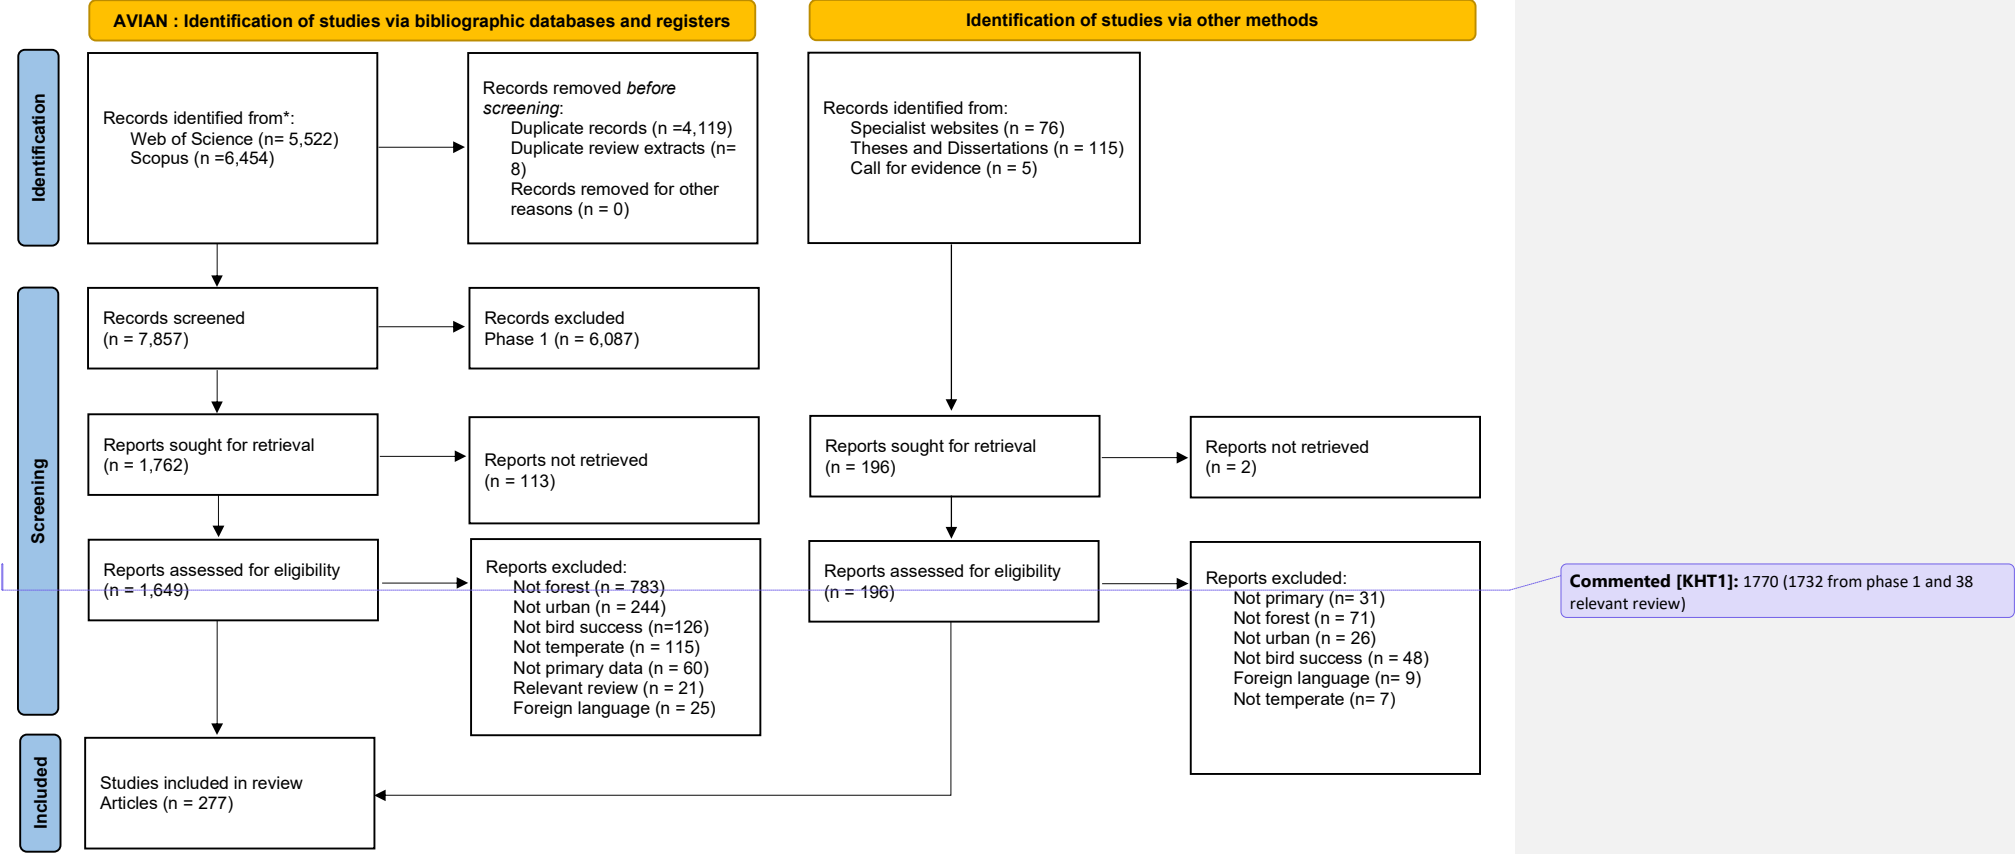 AVIAN : Identification of studies via bibliographic databases and registers
Identification of studies via other methods
Identification
Records identified from*:
Web of Science (n= 5,522)
Scopus (n =6,454)
Records removed before
screening:
Duplicate records (n =4,119)
Duplicate review extracts (n=
8)
Records removed for other
reasons (n = 0)
Records identified from:
Specialist websites (n = 76)
Theses and Dissertations (n = 115)
Call for evidence (n = 5)
Screening
Records screened
(n = 7,857)
Records excluded
Phase 1 (n = 6,087)
Reports sought for retrieval
(n = 1,762)
Reports not retrieved
(n = 113)
Reports sought for retrieval
(n = 196)
Reports not retrieved
(n = 2)
Reports assessed for eligibility
(n = 1,649)
Reports excluded:
Not forest (n = 783)
Not urban (n = 244)
Not bird success (n=126)
Not temperate (n = 115)
Not primary data (n = 60)
Relevant review (n = 21)
Foreign language (n = 25)
Reports assessed for eligibility
(n = 196)
Reports excluded:
Not primary (n= 31)
Not forest (n = 71)
Not urban (n = 26)
Not bird success (n = 48)
Foreign language (n= 9)
Not temperate (n= 7)
Commented [KHT1]: 1770 (1732 from phase 1 and 38
relevant review)
Included
Studies included in review
Articles (n = 277)